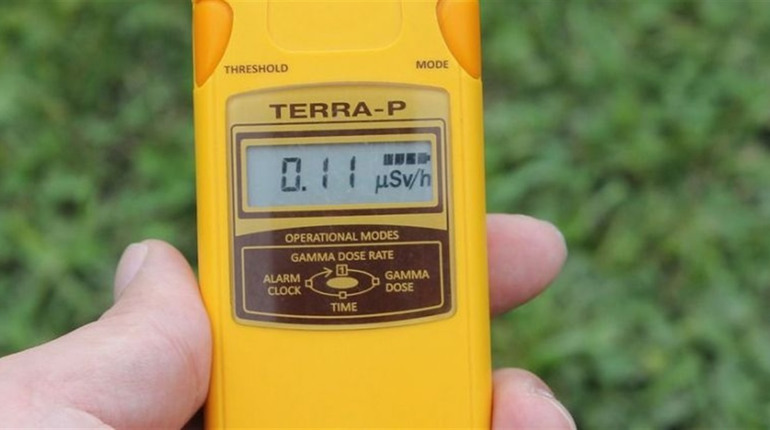 THRESHOLD
MODE
TERRA-P
0.11 µSv/h
OPERATIONAL MODES
GAMMA DOSE RATE
ALARM CLOCK
1
GAMMA DOSE
TIME